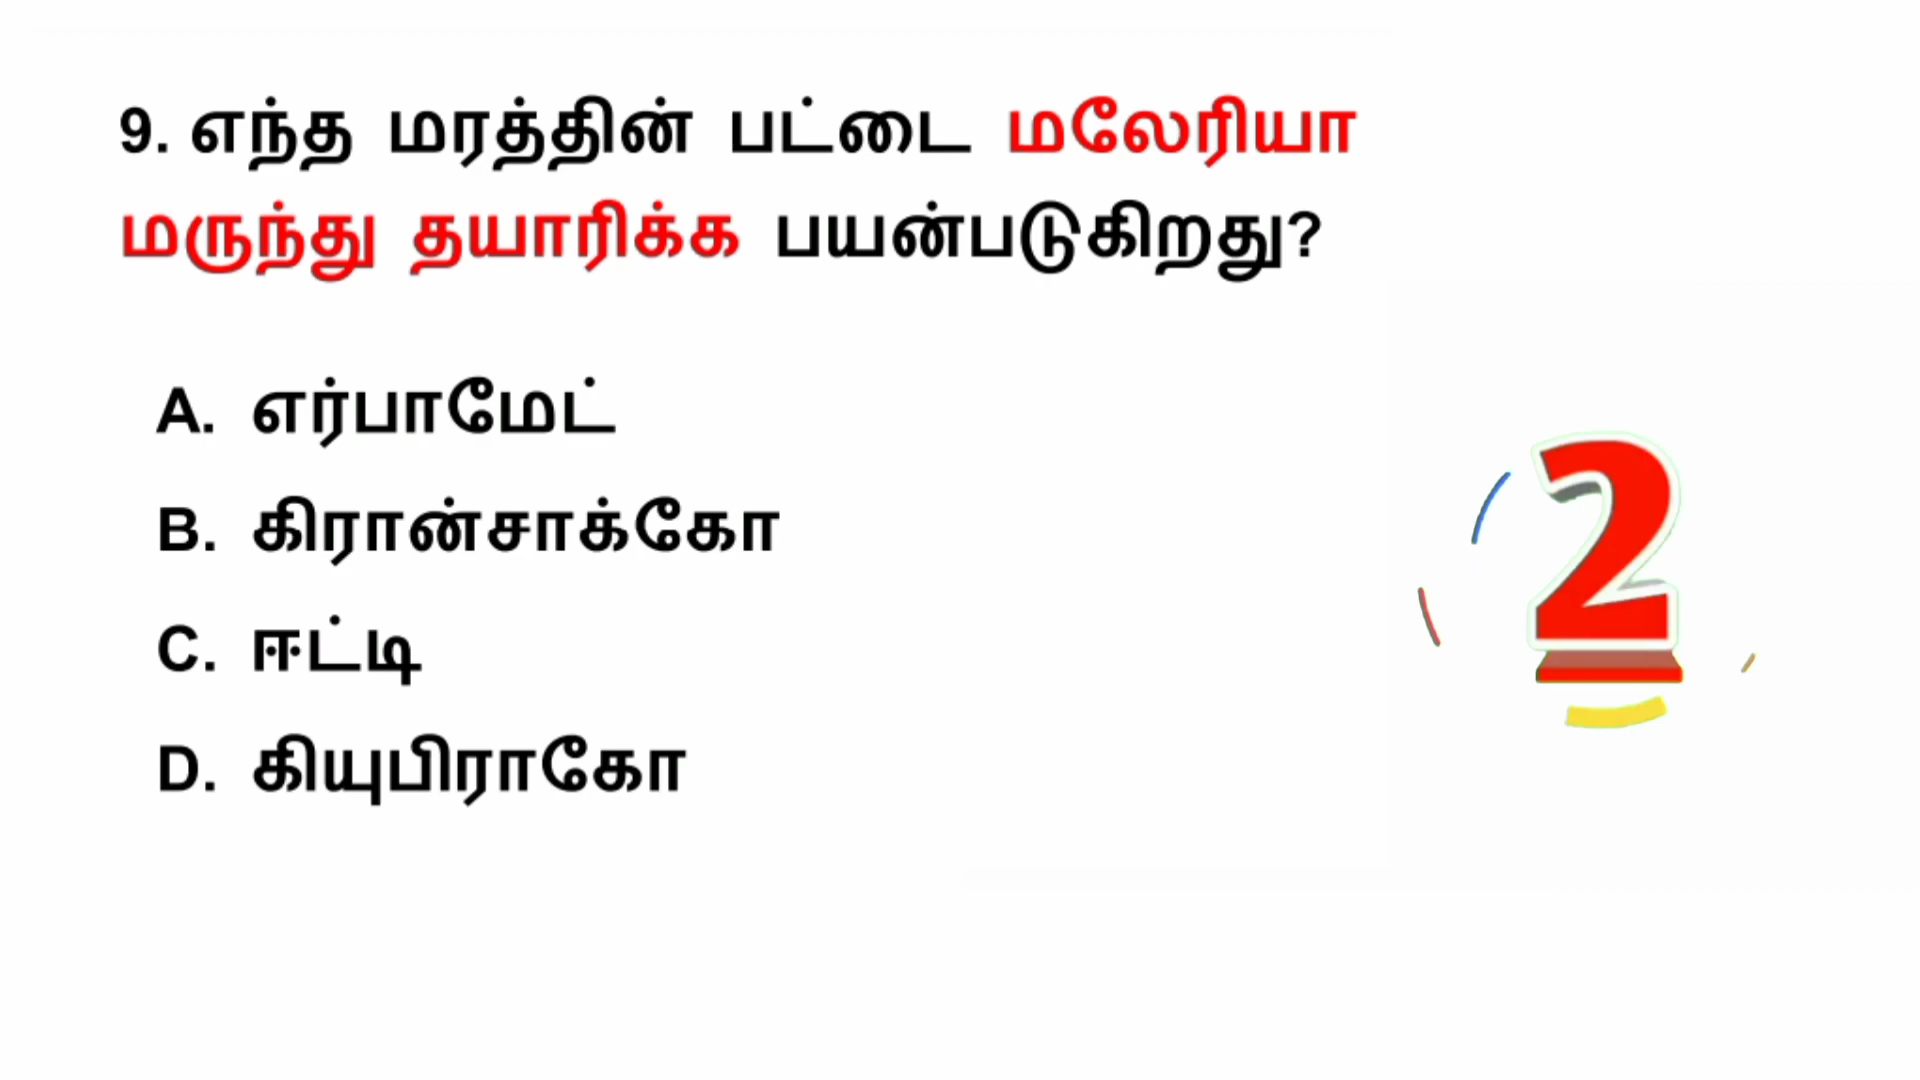 9. எந்த மரத்தின் பட்டை மலேரியா
மருந்து தயாரிக்க பயன்படுகிறது?
A. எர்பாமேட்
B. கிரான்சாக்கோ
C. ஈட்டி
D. கியுபிராகோ
2